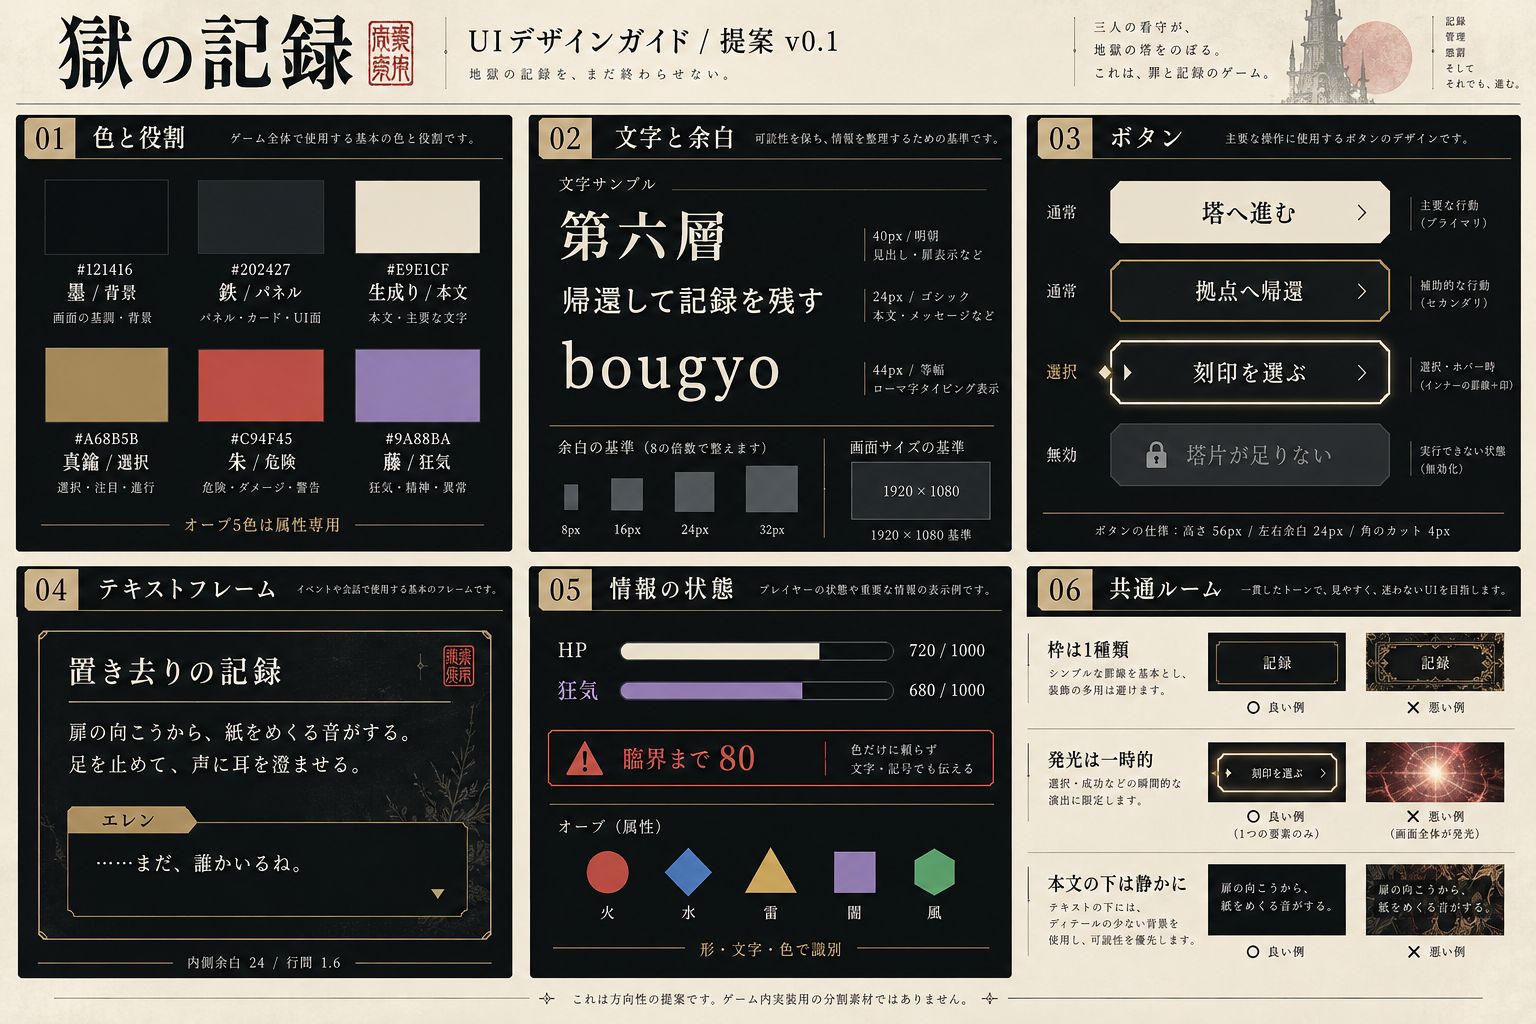 獄の記録
UIデザインガイド / 提案 v0.1
地獄の記録を、まだ終わらせない。
三人の看守が、
地獄の塔をのぼる。
これは、罪と記録のゲーム。
記録
管理
懲罰
そして
それでも、進む。
01 色と役割 ゲーム全体で使用する基本の色と役割です。
#121416
墨 / 背景
画面の基調・背景
#202427
鉄 / パネル
パネル・カード・UI面
#E9E1CF
生成り / 本文
本文・主要な文字
#A68B5B
真鍮 / 選択
選択・注目・進行
#C94F45
朱 / 危険
危険・ダメージ・警告
#9A88BA
藤 / 狂気
狂気・精神・異常
オーブ5色は属性専用
02 文字と余白 可読性を保ち、情報を整理するための基準です。
文字サンプル
第六層
40px / 明朝
見出し・扉表示など
帰還して記録を残す
24px / ゴシック
本文・メッセージなど
bougyo
44px / 等幅
ローマ字タイピング表示
余白の基準（8の倍数で整えます）
8px 16px 24px 32px
画面サイズの基準
1920 × 1080
1920 × 1080 基準
03 ボタン 主要な操作に使用するボタンのデザインです。
通常 塔へ進む
主要な行動
（プライマリ）
通常 拠点へ帰還
補助的な行動
（セカンダリ）
選択 刻印を選ぶ
選択・ホバー時
（インナーの罫線＋印）
無効 塔片が足りない
実行できない状態
（無効化）
ボタンの仕様：高さ 56px / 左右余白 24px / 角のカット 4px
04 テキストフレーム イベントや会話で使用する基本のフレームです。
置き去りの記録
扉の向こうから、紙をめくる音がする。
足を止めて、声に耳を澄ませる。
エレン
……まだ、誰かいるね。
内側余白 24 / 行間 1.6
05 情報の状態 プレイヤーの状態や重要な情報の表示例です。
HP 720 / 1000
狂気 680 / 1000
臨界まで 80
色だけに頼らず
文字・記号でも伝える
オーブ（属性）
火 水 雷 闇 風
形・文字・色で識別
06 共通ルール 一貫したトーンで、見やすく、迷わないUIを目指します。
枠は1種類
シンプルな罫線を基本とし、
装飾の多用は避けます。
記録
良い例
記録
悪い例
発光は一時的
選択・成功などの瞬間的な
演出に限定します。
刻印を選ぶ
良い例
（1つの要素のみ）
悪い例
（画面全体が発光）
本文の下は静かに
テキストの下には、
ディテールの少ない背景を
使用し、可読性を優先します。
扉の向こうから、
紙をめくる音がする。
良い例
扉の向こうから、
紙をめくる音がする。
悪い例
これは方向性の提案です。ゲーム内実装用の分割素材ではありません。